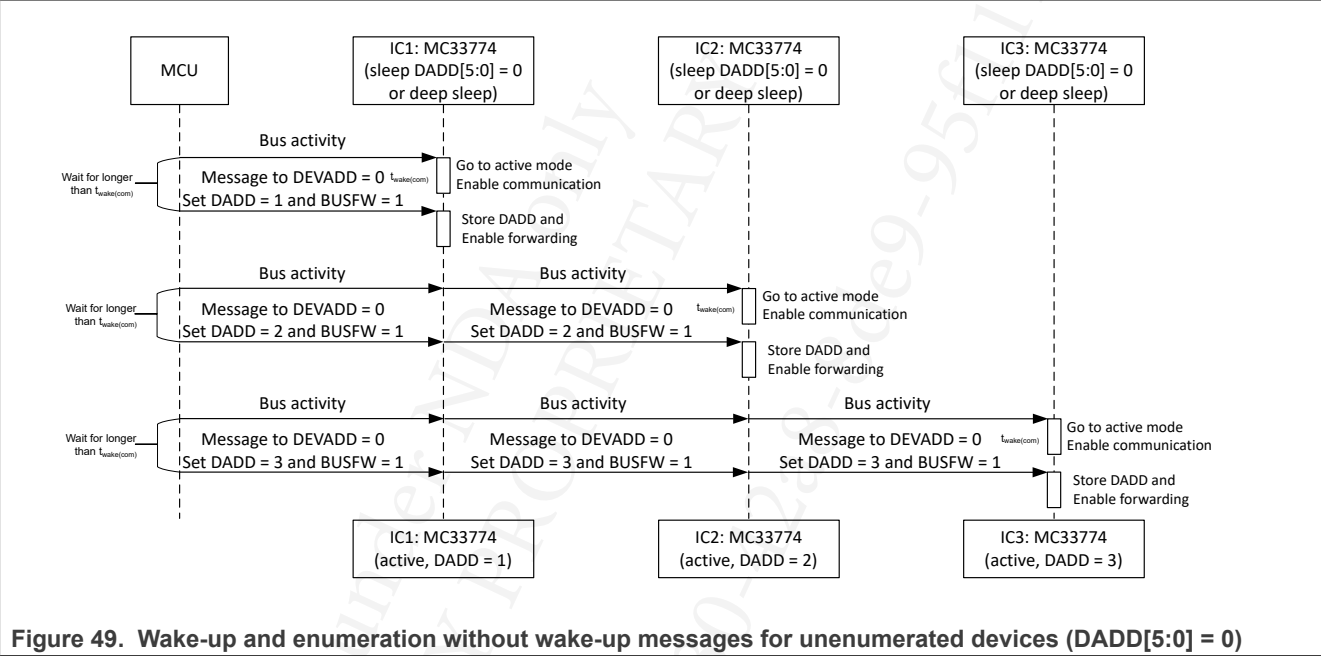 MCU
IC1: MC33774
(sleep DADD[5:0] = 0
or deep sleep)
IC2: MC33774
(sleep DADD[5:0] = 0
or deep sleep)
IC3: MC33774
(sleep DADD[5:0] = 0
or deep sleep)
Bus activity
Wait for longer
than twake(com)
Message to DEVADD = 0
twake(com)
Set DADD = 1 and BUSFW = 1
Go to active mode
Enable communication
Store DADD and
Enable forwarding
Bus activity
Bus activity
Wait for longer
than twake(com)
Message to DEVADD = 0
Set DADD = 2 and BUSFW = 1
Message to DEVADD = 0
twake(com)
Set DADD = 2 and BUSFW = 1
Go to active mode
Enable communication
Store DADD and
Enable forwarding
Bus activity
Bus activity
Bus activity
Wait for longer
than twake(com)
Message to DEVADD = 0
Set DADD = 3 and BUSFW = 1
Message to DEVADD = 0
Set DADD = 3 and BUSFW = 1
Message to DEVADD = 0
twake(com)
Set DADD = 3 and BUSFW = 1
Go to active mode
Enable communication
Store DADD and
Enable forwarding
IC1: MC33774
(active, DADD = 1)
IC2: MC33774
(active, DADD = 2)
IC3: MC33774
(active, DADD = 3)
Figure 49. Wake-up and enumeration without wake-up messages for unenumerated devices (DADD[5:0] = 0)